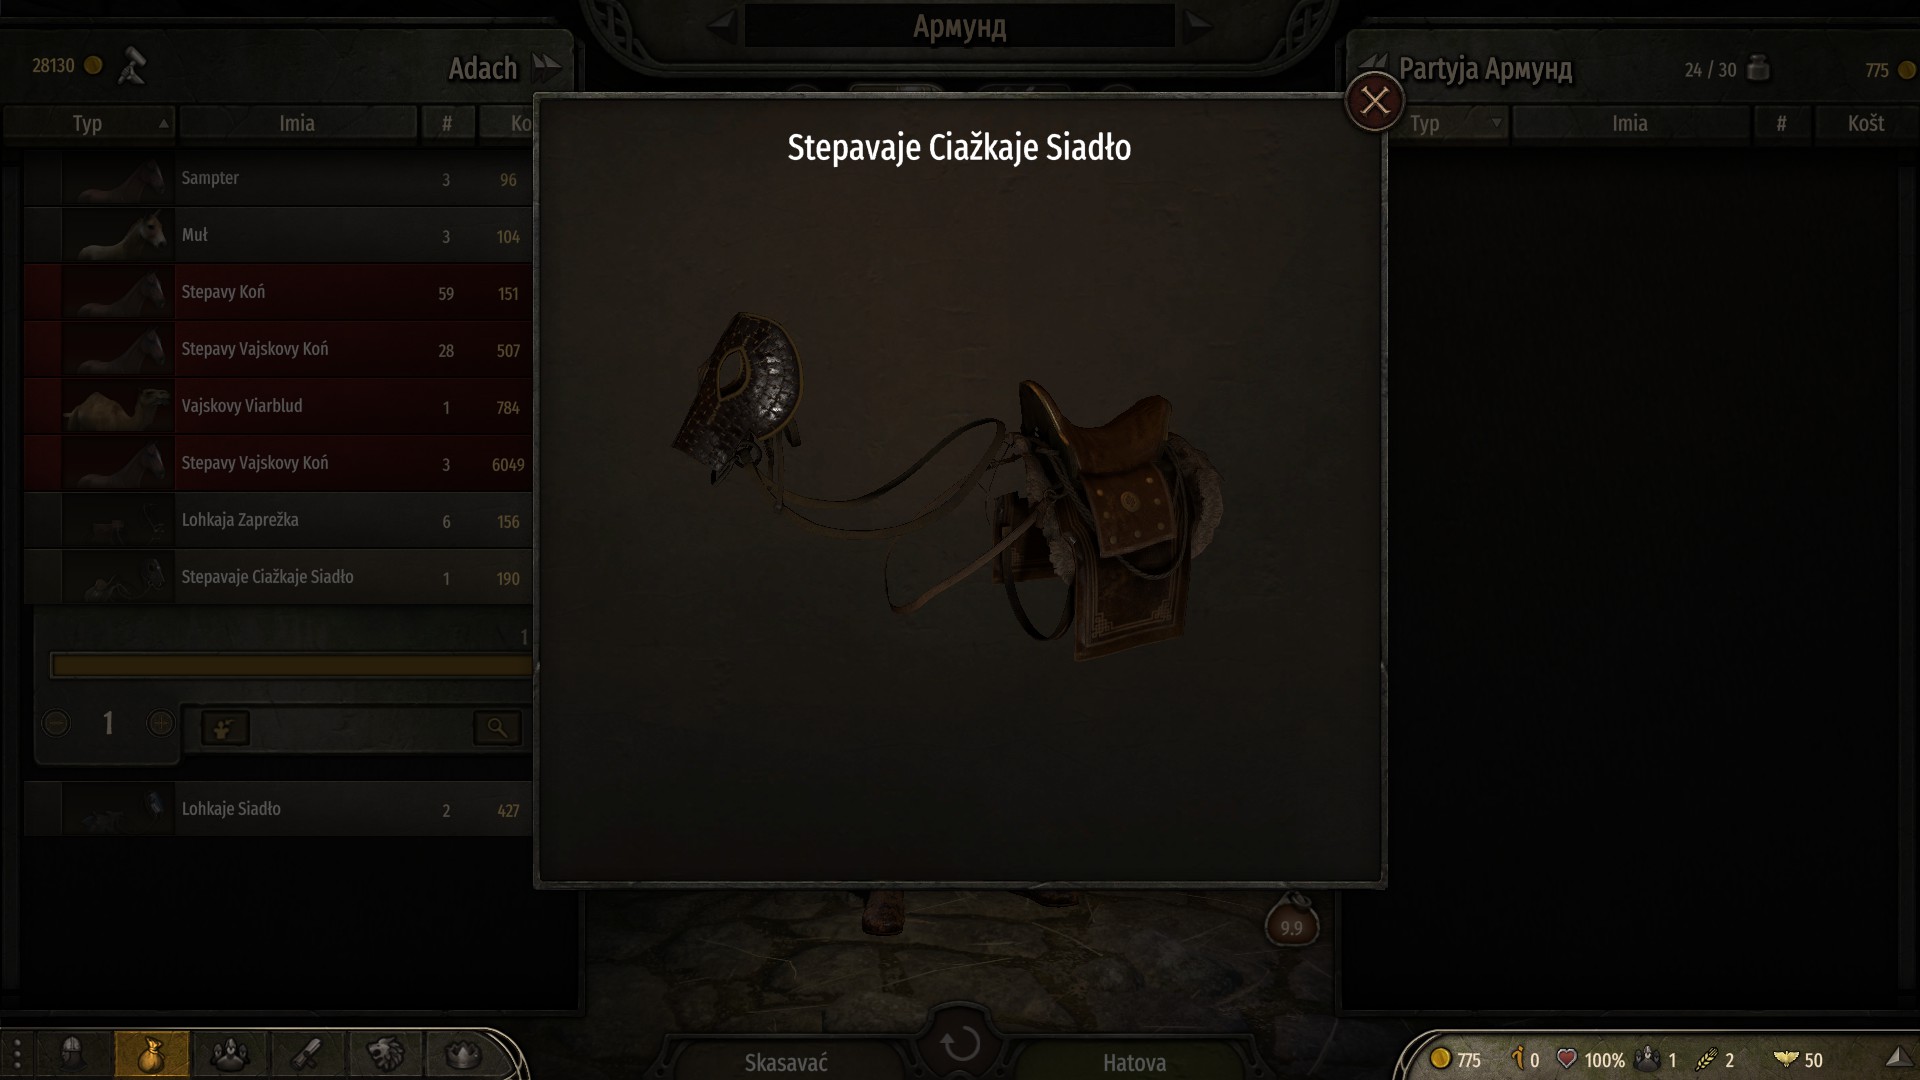 Армунд
28130
Adach
Partyja Армунд
24 / 30
775
Typ
Imia
#
Ko
Typ
Imia
#
Košt
Stepavaje Ciažkaje Siadło
Sampter 3 96
Muł 3 104
Stepavy Koń 59 151
Stepavy Vajskovy Koń 28 507
Vajskovy Viarblud 1 784
Stepavy Vajskovy Koń 3 6049
Lohkaja Zaprežka 6 156
Stepavaje Ciažkaje Siadło 1 190
1
1
Lohkaje Siadło 2 427
9.9
Skasavać
Hatova
775 0 100% 1 2 50